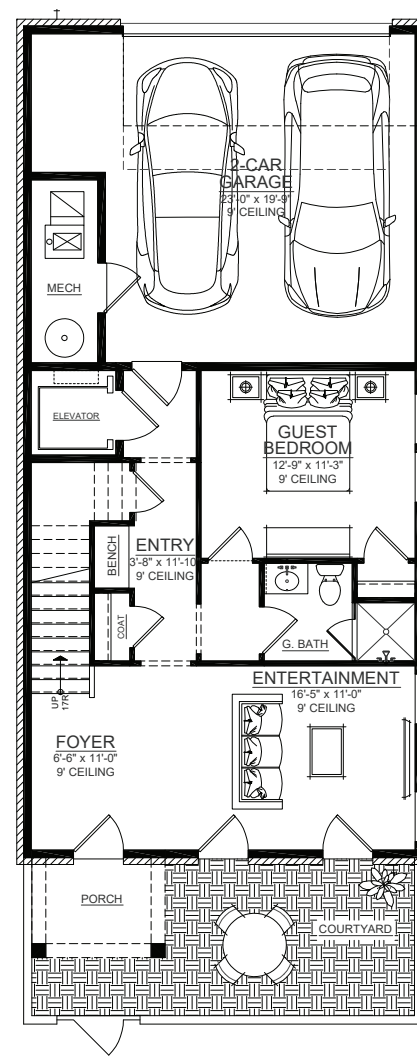 2-CAR
GARAGE
23'-0" x 19'-9"
9' CEILING
MECH
ELEVATOR
GUEST
BEDROOM
12'-9" x 11'-3"
9' CEILING
BENCH
ENTRY
3'-8" x 11'-10
9' CEILING
COAT
G. BATH
UP
17R
ENTERTAINMENT
16'-5" x 11'-0"
9' CEILING
FOYER
6'-6" x 11'-0"
9' CEILING
PORCH
COURTYARD